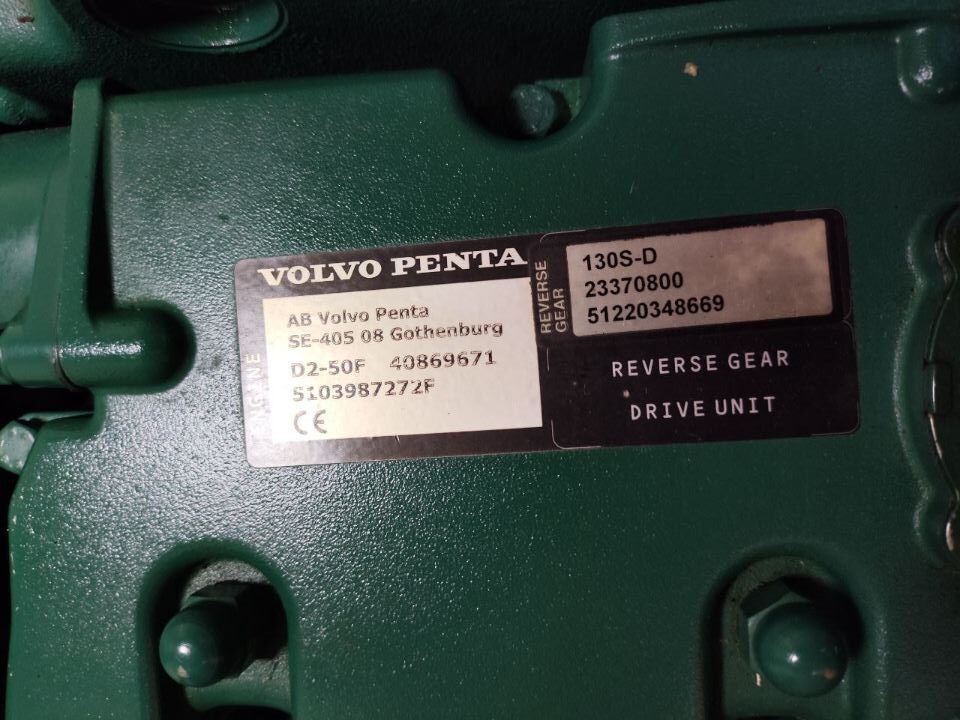 VOLVO PENTA
ENGINE
AB Volvo Penta
SE-405 08 Gothenburg
D2-50F 40869671
5103987272F
CE
REVERSE
GEAR
130S-D
23370800
51220348669
REVERSE GEAR
DRIVE UNIT